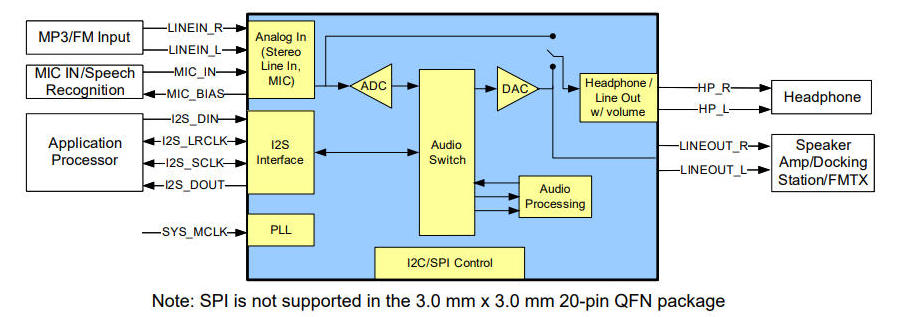 MP3/FM Input
LINEIN_R
LINEIN_L
MIC IN/Speech
Recognition
MIC_IN
MIC_BIAS
Application
Processor
I2S_DIN
I2S_LRCLK
I2S_SCLK
I2S_DOUT
SYS_MCLK
Analog In
(Stereo
Line In,
MIC)
I2S
Interface
PLL
ADC
Audio
Switch
DAC
Audio
Processing
I2C/SPI Control
Headphone /
Line Out
w/ volume
HP_R
HP_L
LINEOUT_R
LINEOUT_L
Headphone
Speaker
Amp/Docking
Station/FMTX
Note: SPI is not supported in the 3.0 mm x 3.0 mm 20-pin QFN package